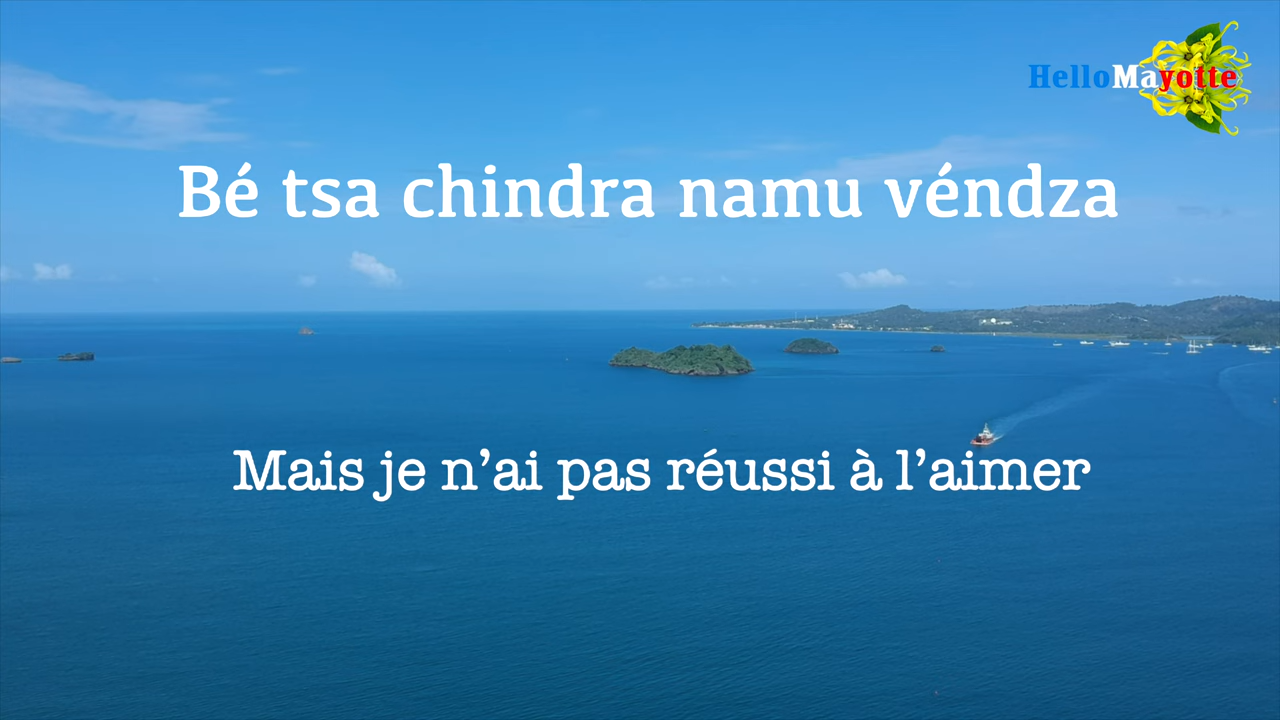 HelloMayotte
Bé tsa chindra namu véndza
Mais je n’ai pas réussi à l’aimer